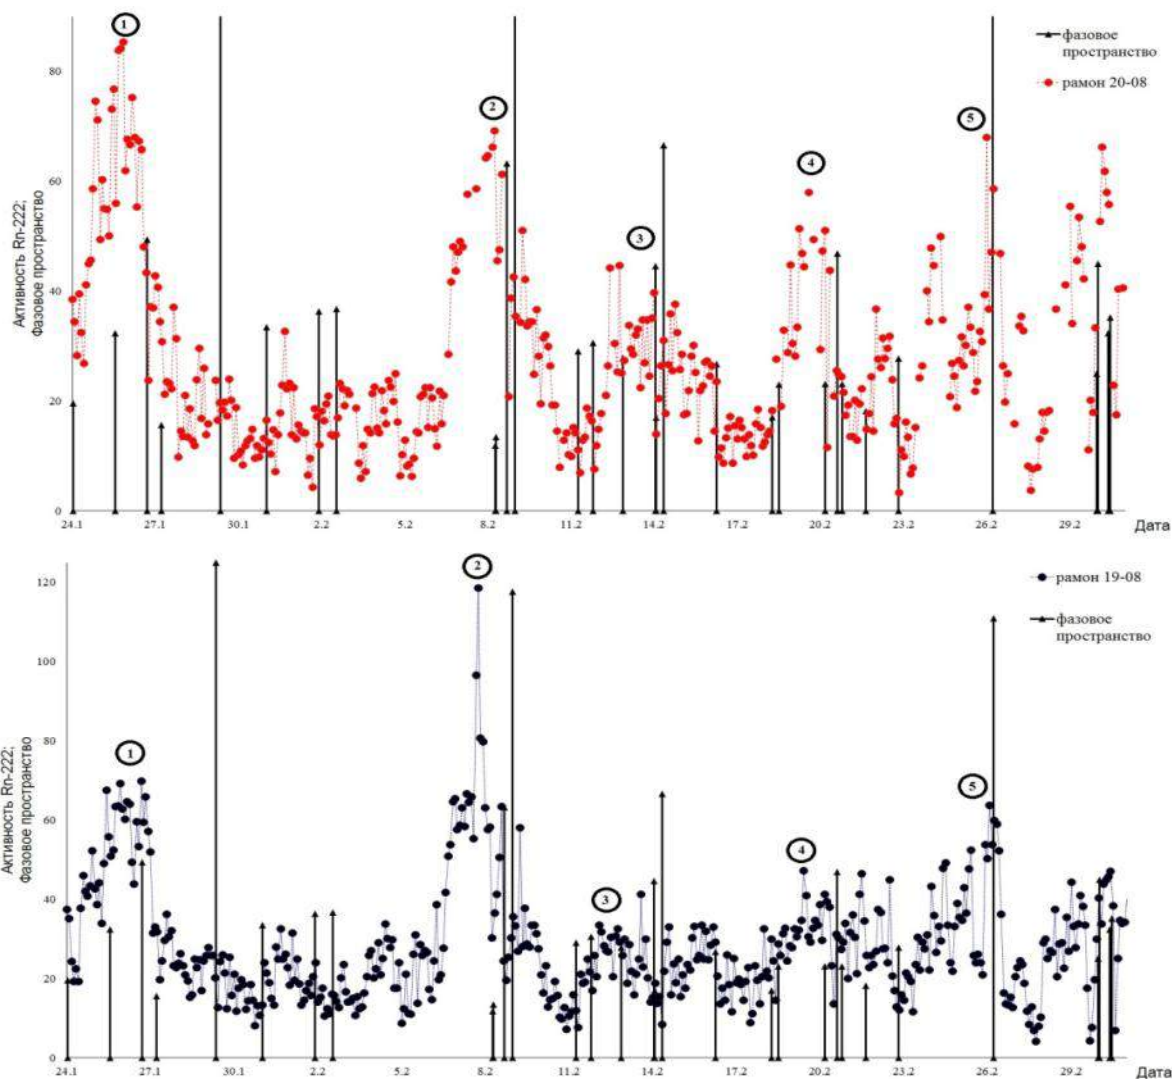 1
фазовое
пространство
рамон 20-08
80
2
5
60
4
3
Активность Rn-222;
Фазовое пространство
40
20
0
24.1 27.1 30.1 2.2 5.2 8.2 11.2 14.2 17.2 20.2 23.2 26.2 29.2 Дата
2
рамон 19-08
120
фазовое
пространство
100
1
80
5
4
60
3
Активность Rn-222;
Фазовое пространство
40
20
0
24.1 27.1 30.1 2.2 5.2 8.2 11.2 14.2 17.2 20.2 23.2 26.2 29.2 Дата